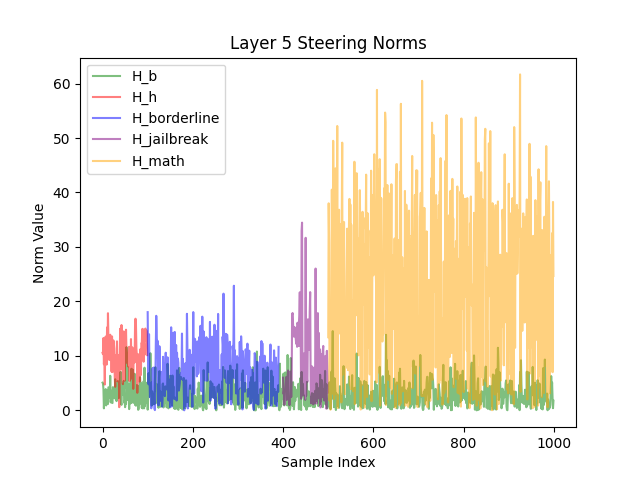 Layer 5 Steering Norms
H_b
H_h
H_borderline
H_jailbreak
H_math
Norm Value
60
50
40
30
20
10
0
0 200 400 600 800 1000
Sample Index